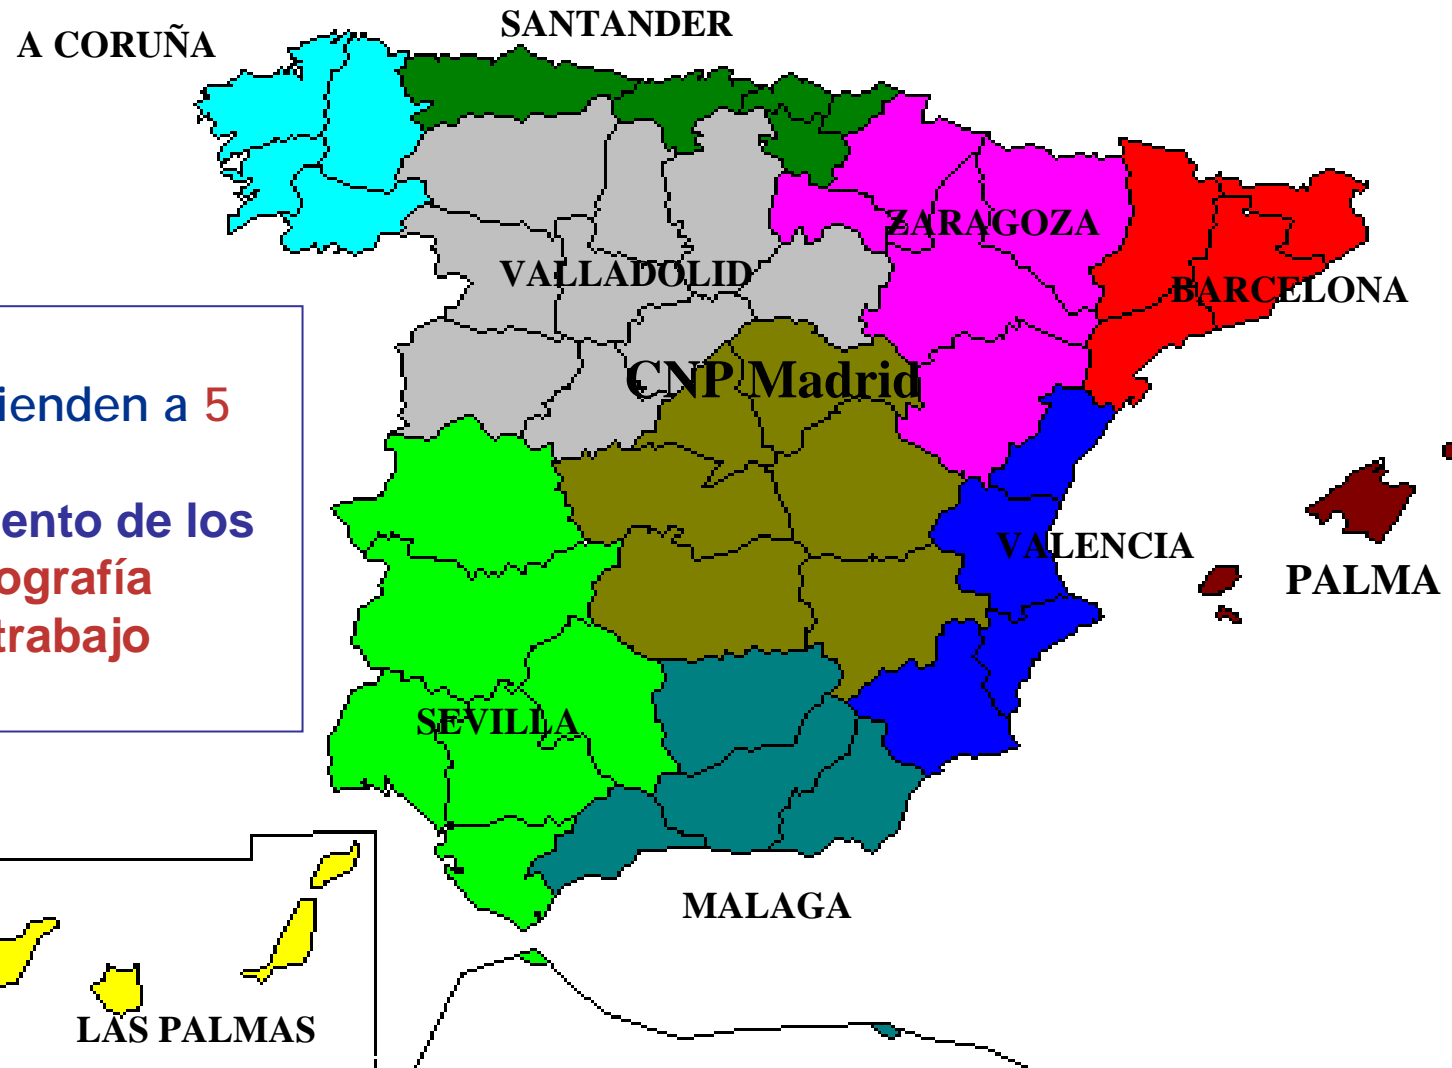 SANTANDER
A CORUÑA
ZARAGOZA
VALLADOLID
BARCELONA
CNP Madrid
ienden a 5
ento de los
VALENCIA
ografía
PALMA
trabajo
SEVILLA
MALAGA
LAS PALMAS